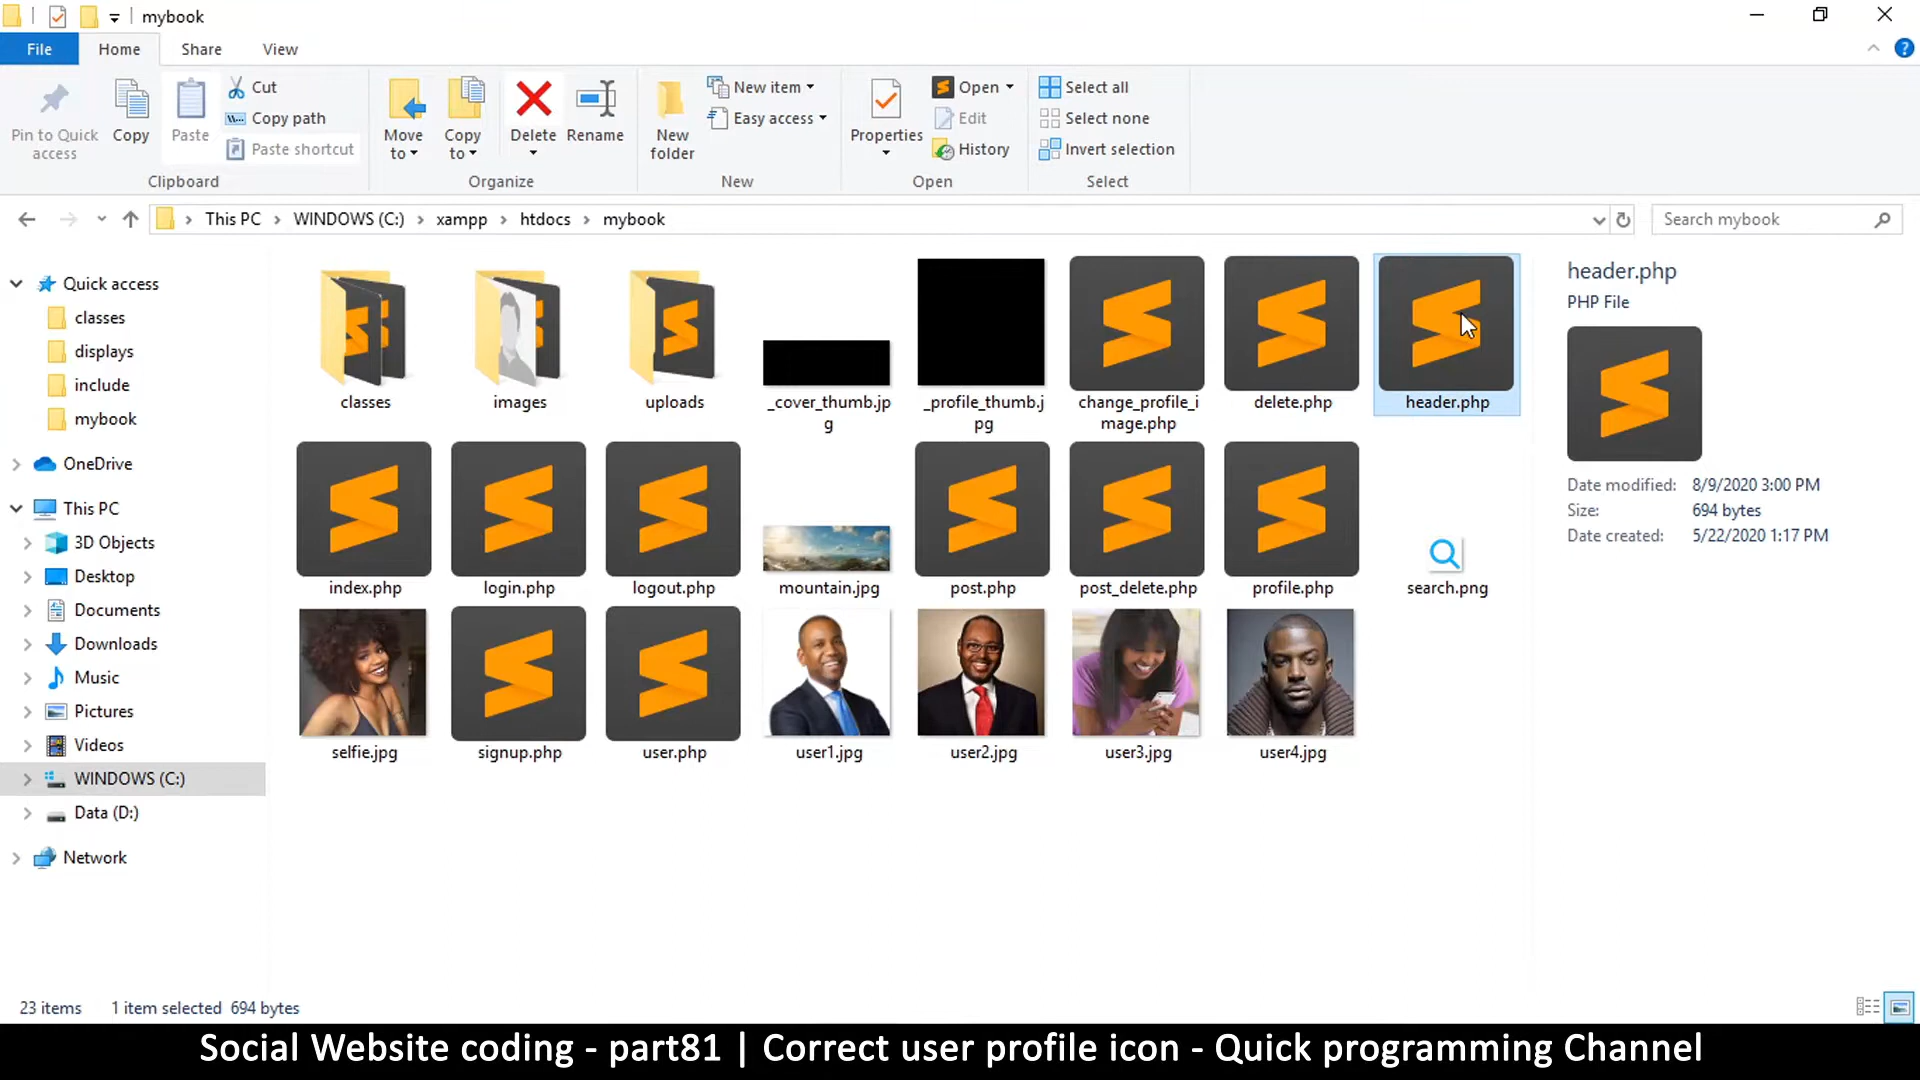 mybook
File Home Share View
Pin to Quick access
Copy
Paste
Cut
Copy path
Paste shortcut
Clipboard
Move to
Copy to
Delete
Rename
Organize
New folder
New item
Easy access
New
Properties
Open
Edit
History
Open
Select all
Select none
Invert selection
Select
This PC > WINDOWS (C:) > xampp > htdocs > mybook
Search mybook
Quick access
classes
displays
include
mybook
OneDrive
This PC
3D Objects
Desktop
Documents
Downloads
Music
Pictures
Videos
WINDOWS (C:)
Data (D:)
Network
classes
images
uploads
_cover_thumb.jp
g
_profile_thumb.j
pg
change_profile_i
mage.php
delete.php
header.php
index.php
login.php
logout.php
mountain.jpg
post.php
post_delete.php
profile.php
search.png
selfie.jpg
signup.php
user.php
user1.jpg
user2.jpg
user3.jpg
user4.jpg
header.php
PHP File
Date modified: 8/9/2020 3:00 PM
Size: 694 bytes
Date created: 5/22/2020 1:17 PM
23 items 1 item selected 694 bytes
Social Website coding - part81 | Correct user profile icon - Quick programming Channel